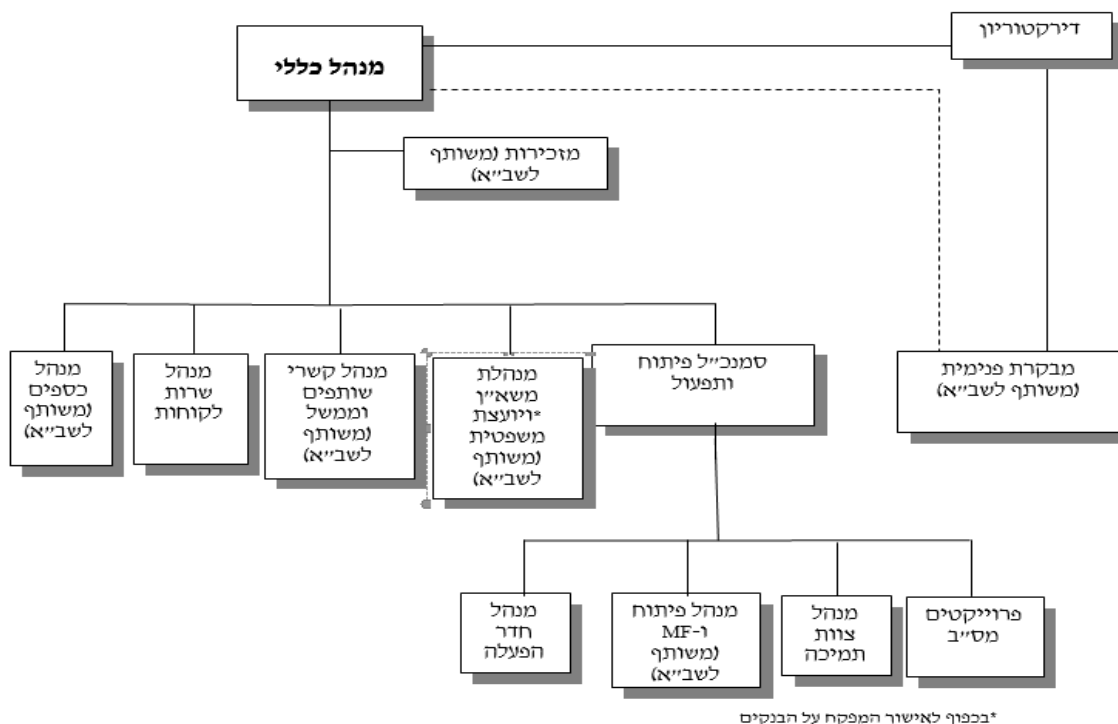 דירקטוריון
מנהל כללי
מזכירות (משותף
לשב״א)
מבקרת פנימית
(משותף לשב״א)
סמנכ״ל פיתוח
ותפעול
מנהלת
משא״ן
*ויועצת
משפטית
(משותף
לשב״א)
מנהל קשרי
שותפים
וממשל
(משותף
לשב״א)
מנהל
שרות
לקוחות
מנהל
כספים
(משותף
לשב״א)
פרוייקטים
מס״ב
מנהל
צוות
תמיכה
מנהל פיתוח
ו-MF
(משותף
לשב״א)
מנהל
חדר
הפעלה
*בכפוף לאישור המפקח על הבנקים